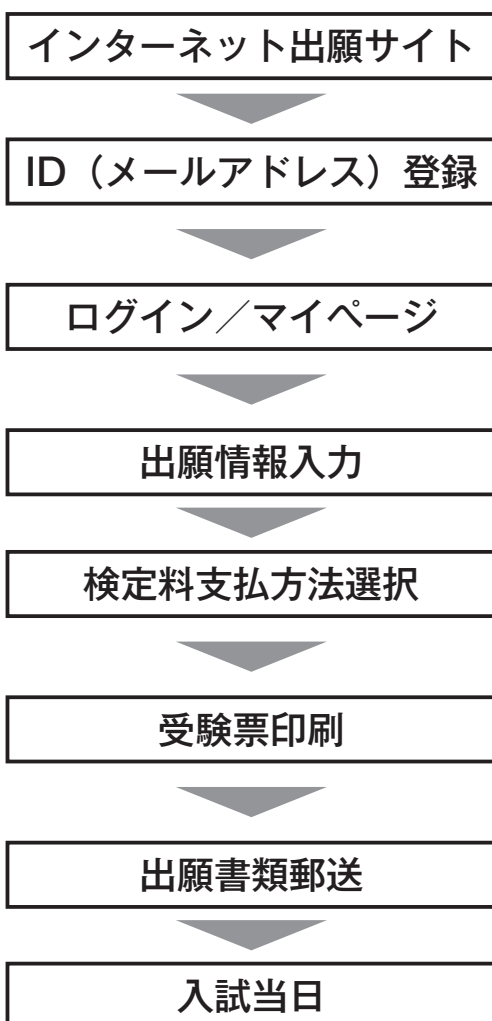 インターネット出願サイト
ID（メールアドレス）登録
ログイン／マイページ
出願情報入力
検定料支払方法選択
受験票印刷
出願書類郵送
入試当日